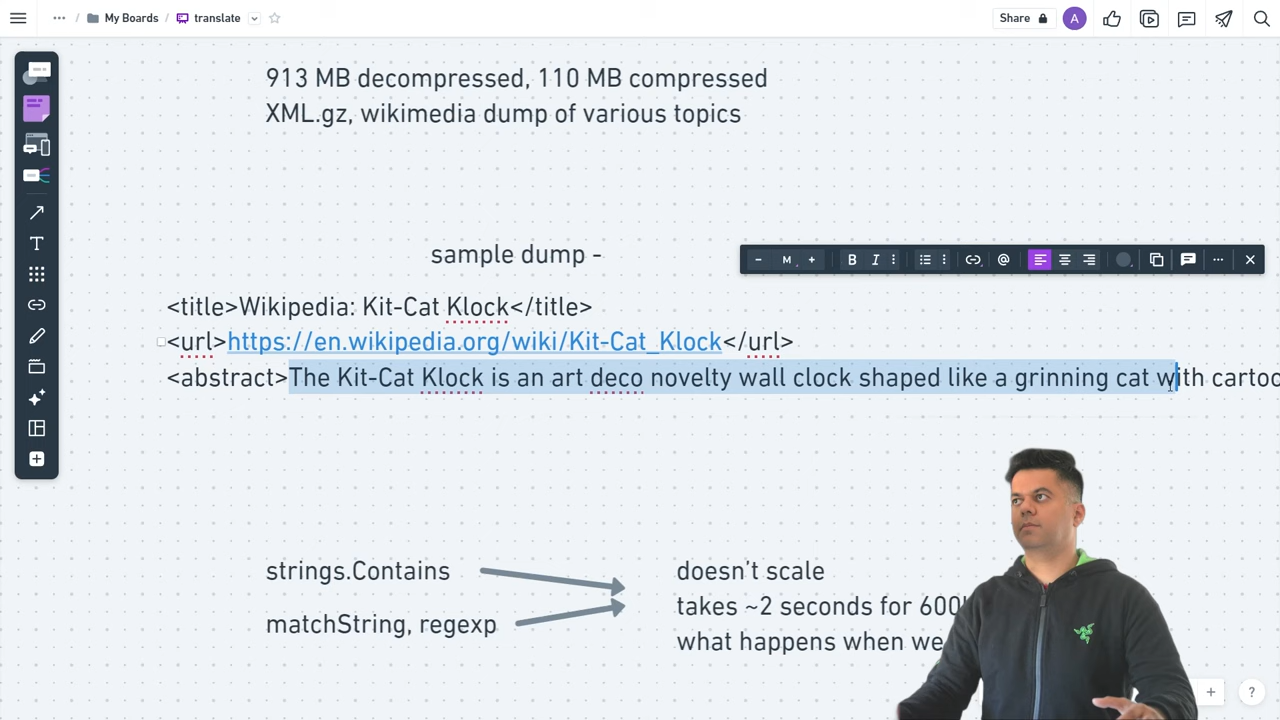 My Boards / translate
Share
A
913 MB decompressed, 110 MB compressed
XML.gz, wikimedia dump of various topics
sample dump -
M
B I
<title>Wikipedia: Kit-Cat Klock</title>
<url>https://en.wikipedia.org/wiki/Kit-Cat_Klock</url>
<abstract>The Kit-Cat Klock is an art deco novelty wall clock shaped like a grinning cat with
strings.Contains
matchString, regexp
doesn't scale
takes ~2 seconds for
what happens when we